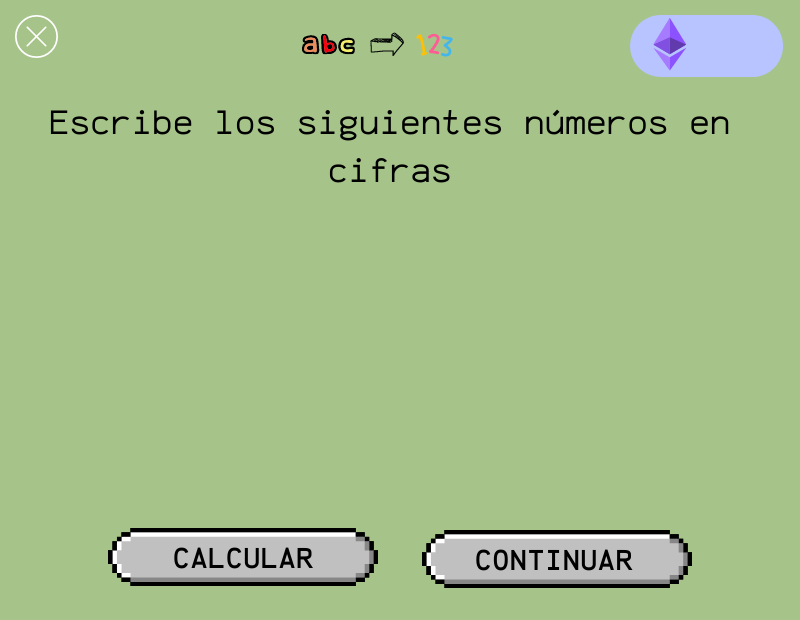 abc 123
Escribe los siguientes números en
cifras
CALCULAR
CONTINUAR